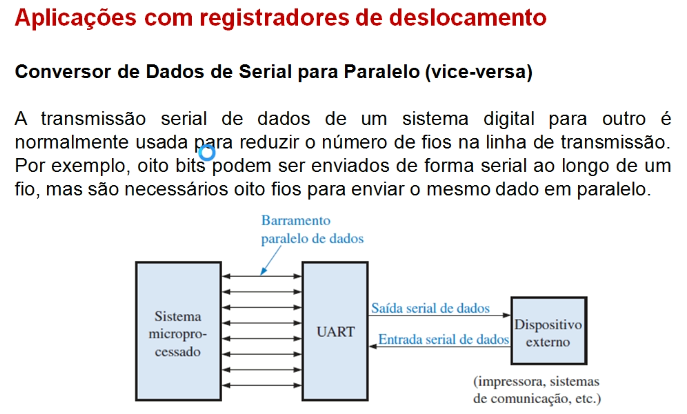 Aplicações com registradores de deslocamento
Conversor de Dados de Serial para Paralelo (vice-versa)
A transmissão serial de dados de um sistema digital para outro é
normalmente usada para reduzir o número de fios na linha de transmissão.
Por exemplo, oito bits podem ser enviados de forma serial ao longo de um
fio, mas são necessários oito fios para enviar o mesmo dado em paralelo.
Barramento
paralelo de dados
Sistema
micropro-
cessado
UART
Saída serial de dados
Entrada serial de dados
Dispositivo
externo
(impressora, sistemas
de comunicação, etc.)